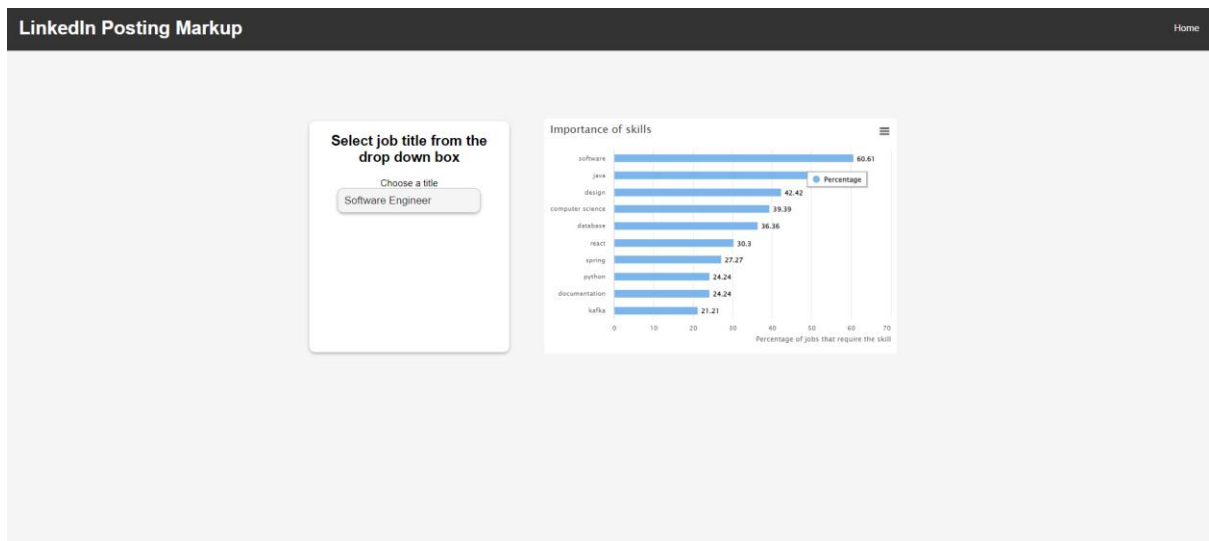 LinkedIn Posting Markup
Home
Select job title from the
drop down box
Choose a title
Software Engineer
Importance of skills
software
60.61
java
Percentage
design
42.42
computer science
39.39
database
36.36
react
30.3
spring
27.27
python
24.24
documentation
24.24
kafka
21.21
0 10 20 30 40 50 60 70
Percentage of jobs that require the skill